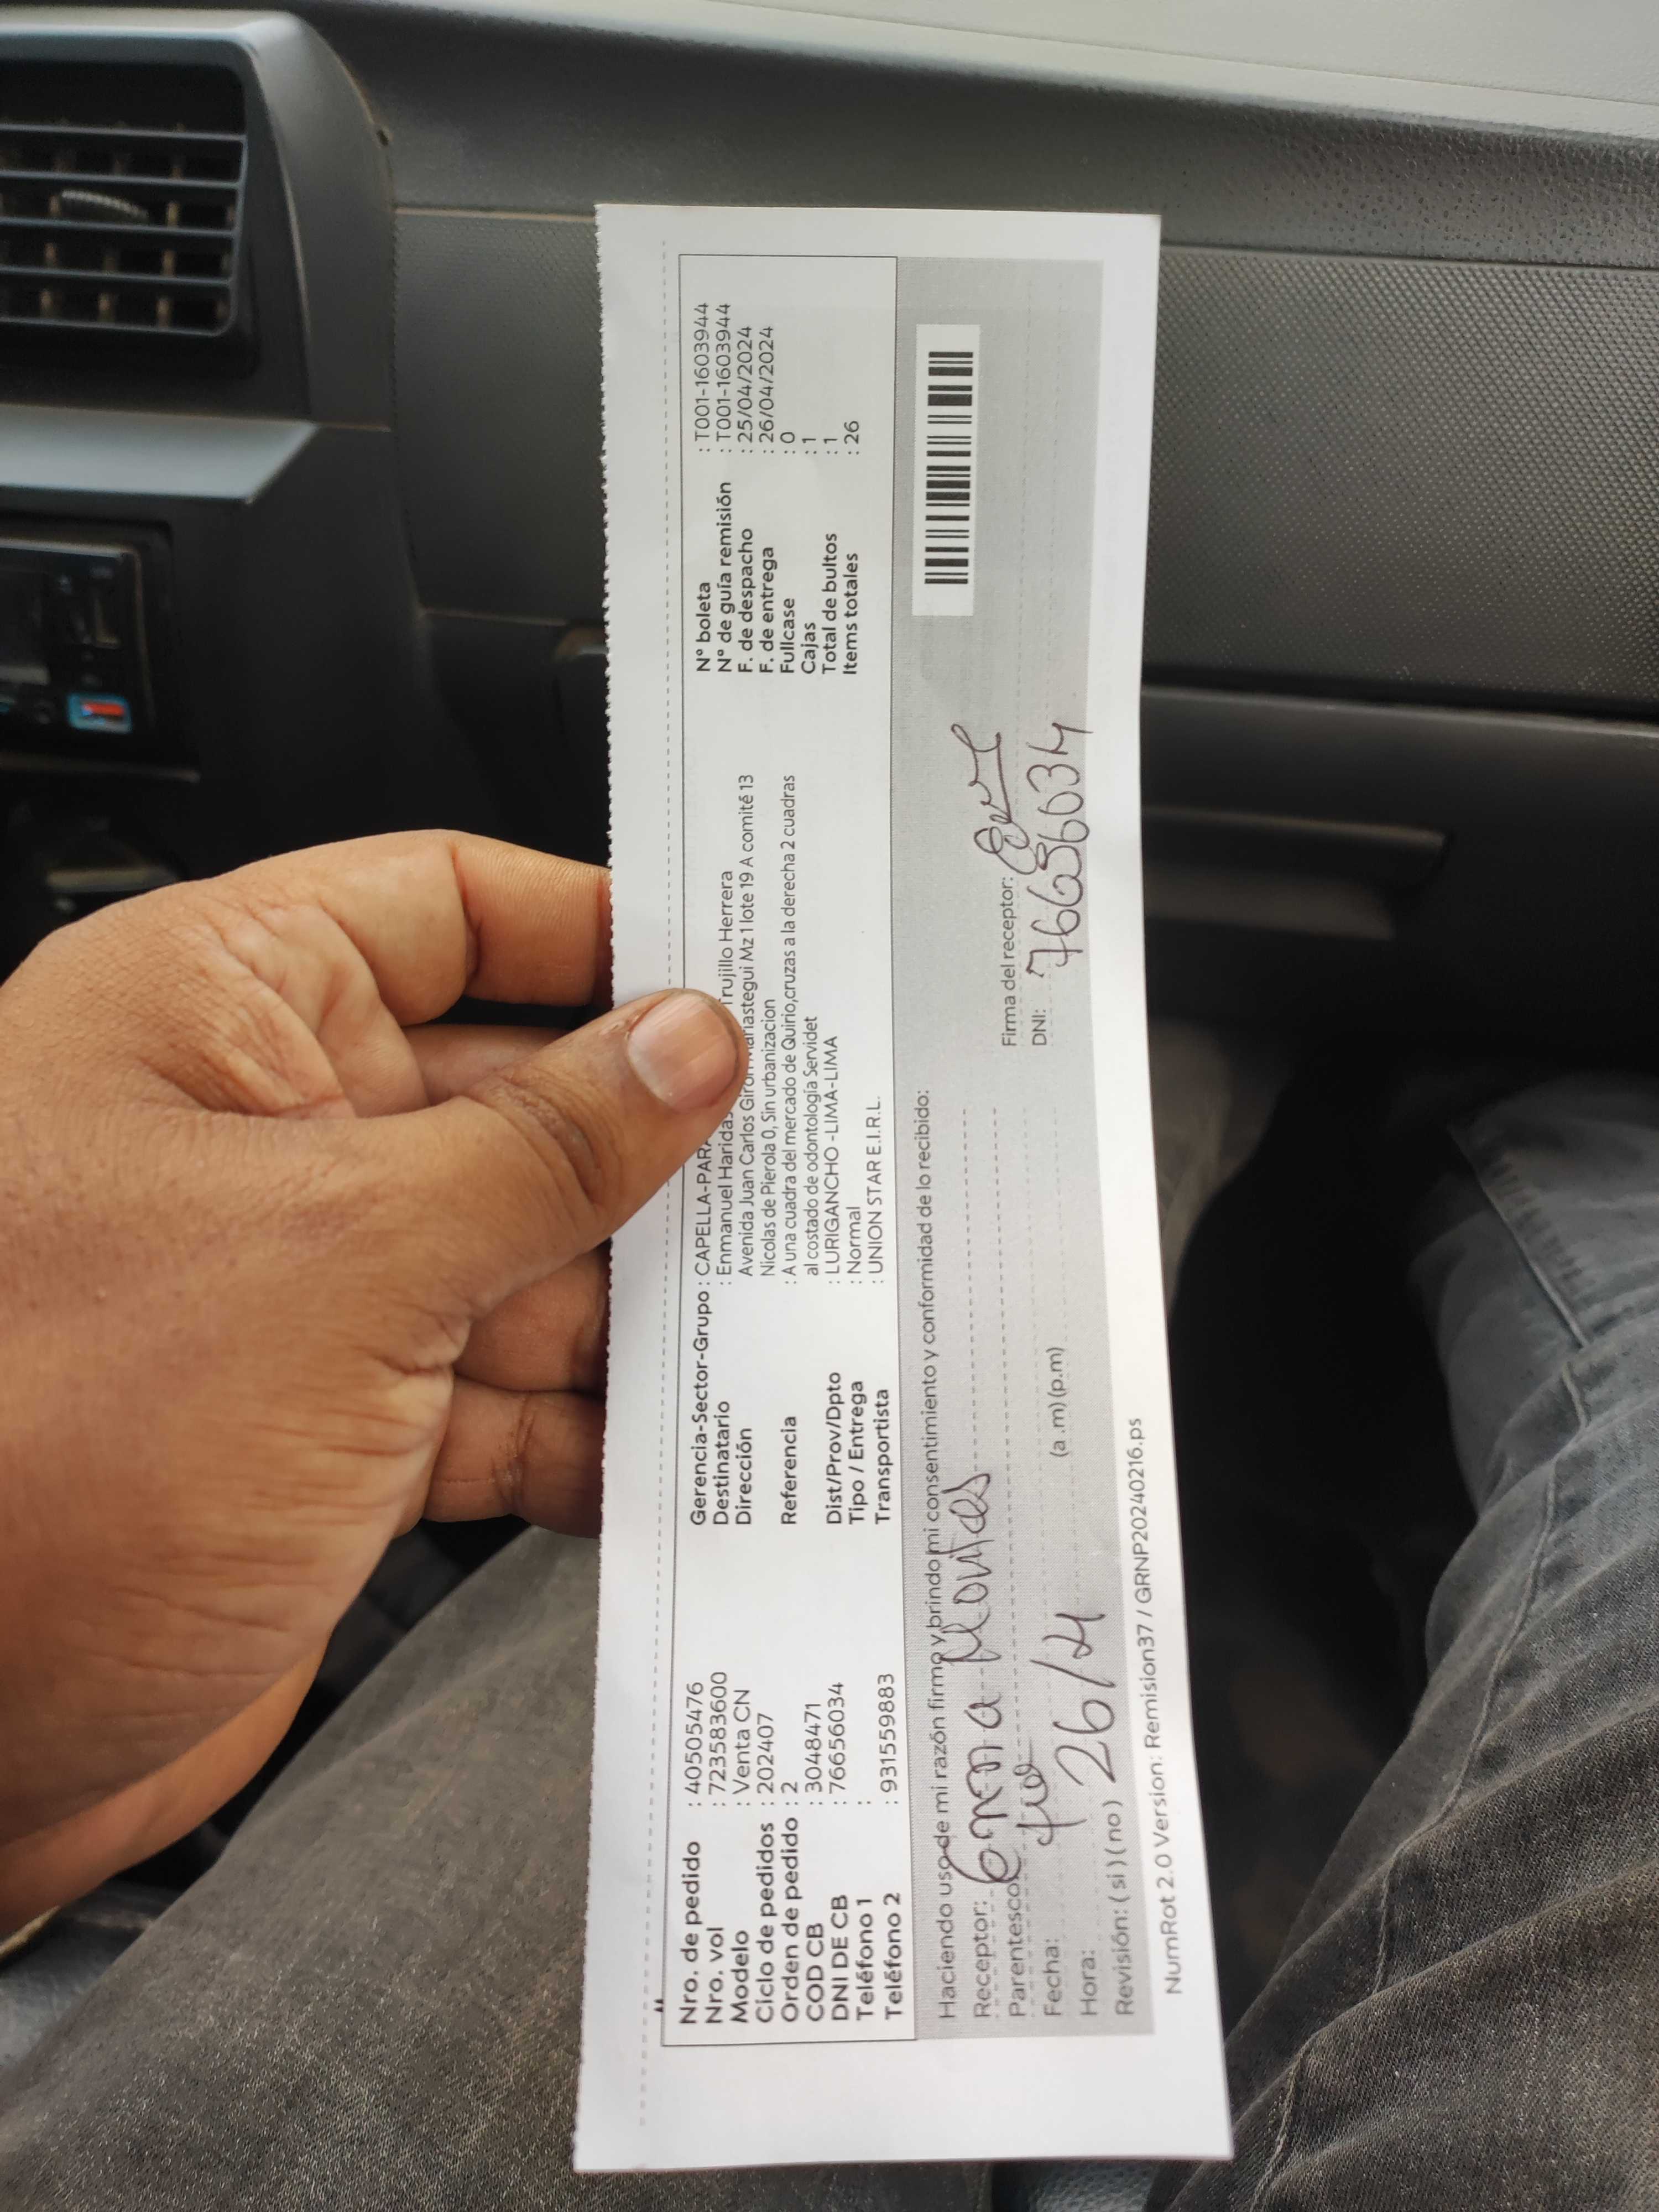 Nro. de pedido : 40505476
Nro. vol : 723583600
Modelo : Venta CN
Ciclo de pedidos : 202407
Orden de pedido : 2
COD CB : 3048471
DNI DE CB : 76656034
Teléfono 1 :
Teléfono 2 : 931559883
Gerencia-Sector-Grupo : CAPELLA-PAR
Destinatario : Enmanuel Haridas Trujillo Herrera
Dirección Avenida Juan Carlos Giron Mariastegui Mz 1 lote 19 A comité 13
Nicolas de Pierola 0, Sin urbanizacion
Referencia : A una cuadra del mercado de Quirio,cruzas a la derecha 2 cuadras
al costado de odontología Servidet
Dist/Prov/Dpto : LURIGANCHO -LIMA-LIMA
Tipo / Entrega : Normal
Transportista : UNION STAR E.I.R.L.
N° boleta : T001-1603944
N° de guía remisión : T001-1603944
F. de despacho : 25/04/2024
F. de entrega : 26/04/2024
Fullcase : 0
Cajas : 1
Total de bultos : 1
Items totales : 26
Haciendo uso de mi razón firmo y brindo mi consentimiento y conformidad de lo recibido:
Receptor:
Parentesco
Fecha: 26/4
Hora: (a.m) (p.m)
Revisión: ( si ) ( no )
Firma del receptor:
DNI: 76656034
NumRot 2.0 Version: Remision37 / GRNP20240216.ps